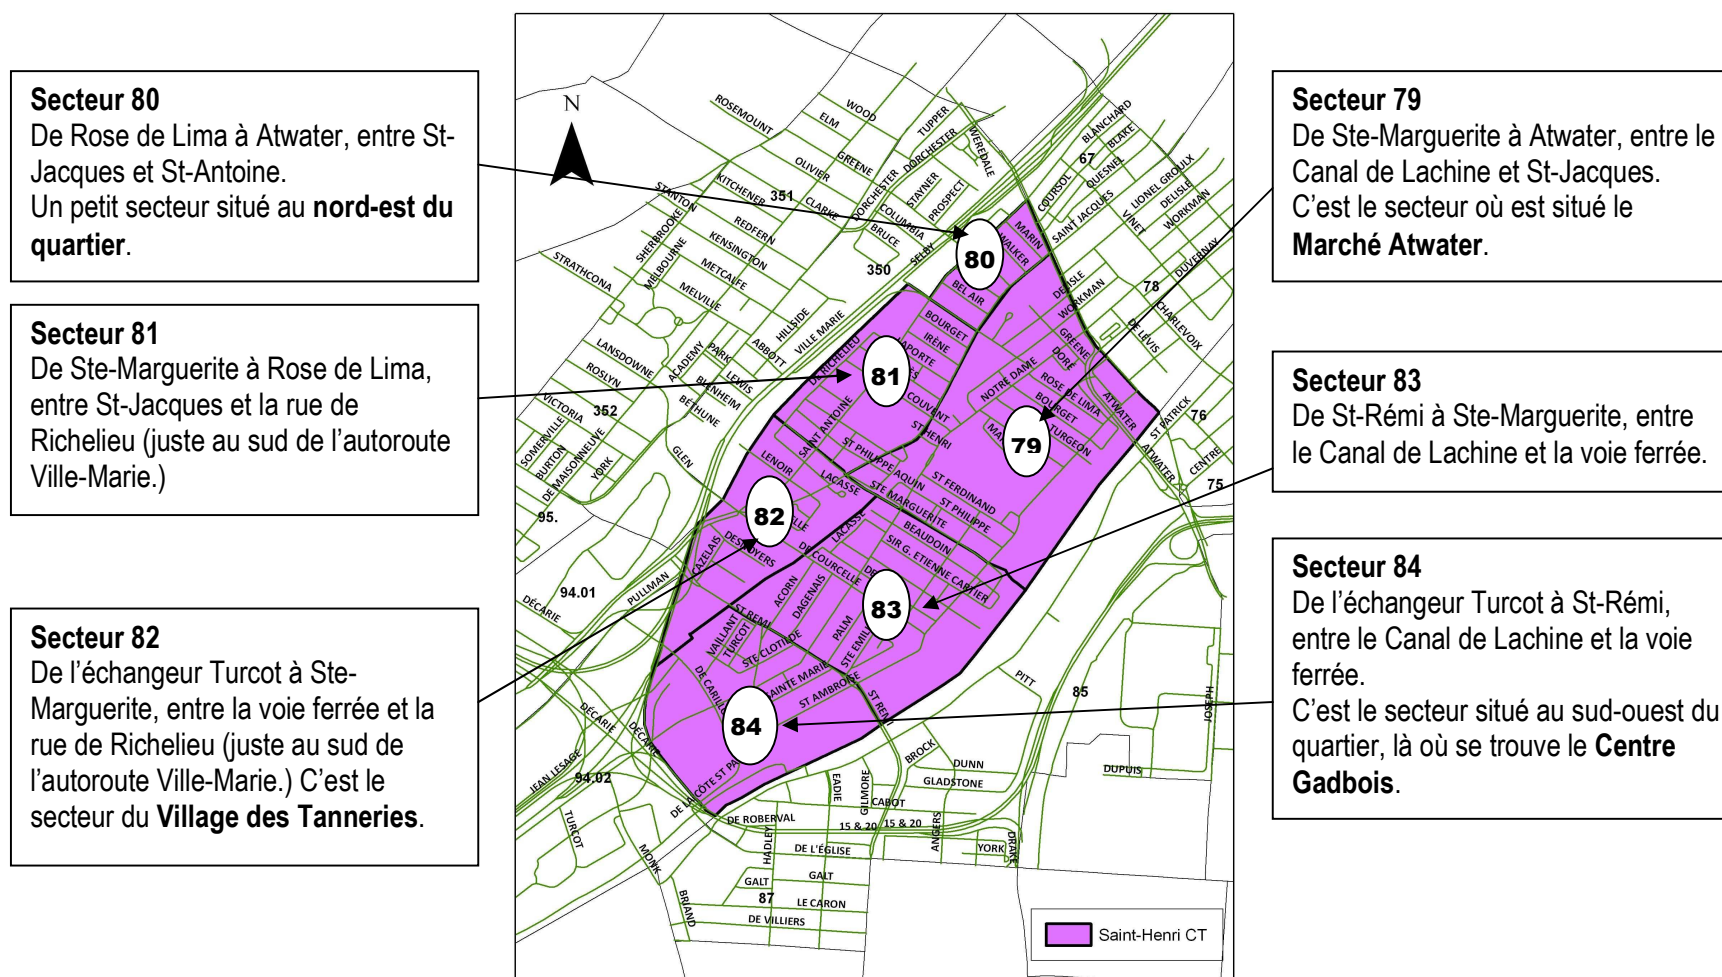 Secteur 80
De Rose de Lima à Atwater, entre St-
Jacques et St-Antoine.
Un petit secteur situé au nord-est du
quartier.
Secteur 81
De Ste-Marguerite à Rose de Lima,
entre St-Jacques et la rue de
Richelieu (juste au sud de l’autoroute
Ville-Marie.)
Secteur 82
De l’échangeur Turcot à Ste-
Marguerite, entre la voie ferrée et la
rue de Richelieu (juste au sud de
l’autoroute Ville-Marie.) C’est le
secteur du Village des Tanneries.
N
ROSEMOUNT
WOOD
ELM
TUPPER
WEREDALE
BLANCHARD
BLAKE
67
QUESNEL
COURSOL
LIONEL GROULX
DELISLE
WORKMAN
SAINT JACQUES
VINET
DUVERNAY
78
CHARLEVOIX
DE LÉVIS
GREENE
DORCHESTER
OLIVIER
STAYNER
PROSPECT
DORCHESTER
KITCHENER
351
CLARKE
COLUMBIA
BRUCE
STANTON
REDFERN
SHERBROOKE
KENSINGTON
350
SELBY
MELBOURNE
METCALFE
STRATHCONA
MELVILLE
HILLSIDE
VILLE MARIE
ABBOTT
PARK
ACADEMY
LEWIS
BLENHEIM
BÉTHUNE
LANSDOWNE
ROSLYN
VICTORIA
352
SOMERVILLE
BURTON
DE MAISONNEUVE
YORK
GLEN
95.
MARIN
WALKER
80
BEL AIR
DELISLE
WORKMAN
BOURGET
IRÈNE
LAPORTE
GREENE
DORÉ
DE RICHELIEU
81
COUVENT
NOTRE DAME
ROSE DE LIMA
BOURGET
ATWATER
TURGEON
79
SAINT ANTOINE
ST HENRI
ST PHILIPPE AQUIN
LENOIR
LACASSE
STE MARGUERITE
ST FERDINAND
ST PHILIPPE
ST PATRICK
76
ATWATER
CENTRE
75
82
LACASSE
BEAUDOIN
SIR G. ETIENNE CARTIER
CAZELAIS
DESNOYERS
DE COURCELLE
ACORN
DAGENAIS
83
PULLMAN
94.01
DÉCARIE
ST REMI
VAILLANT
TURCOT
STE CLOTILDE
PALM
SAINTE MARIE
ST AMBROISE
ST REMI
84
PITT
85
JOSEPH
DÉCARIE
DÉCARIE
JEAN LESAGE
94.02
TURCOT
BROCK
DUNN
GLADSTONE
DUPUIS
EADIE
GILMORE
CABOT
DE ROBERVAL
15 & 20
15 & 20
ANGERS
YORK
DRAKE
HADLEY
DE L'ÉGLISE
MONK
GALT
GALT
87
LE CARON
BRIAND
DE VILLIERS
Saint-Henri CT
Secteur 79
De Ste-Marguerite à Atwater, entre le
Canal de Lachine et St-Jacques.
C’est le secteur où est situé le
Marché Atwater.
Secteur 83
De St-Rémi à Ste-Marguerite, entre
le Canal de Lachine et la voie ferrée.
Secteur 84
De l’échangeur Turcot à St-Rémi,
entre le Canal de Lachine et la voie
ferrée.
C’est le secteur situé au sud-ouest du
quartier, là où se trouve le Centre
Gadbois.